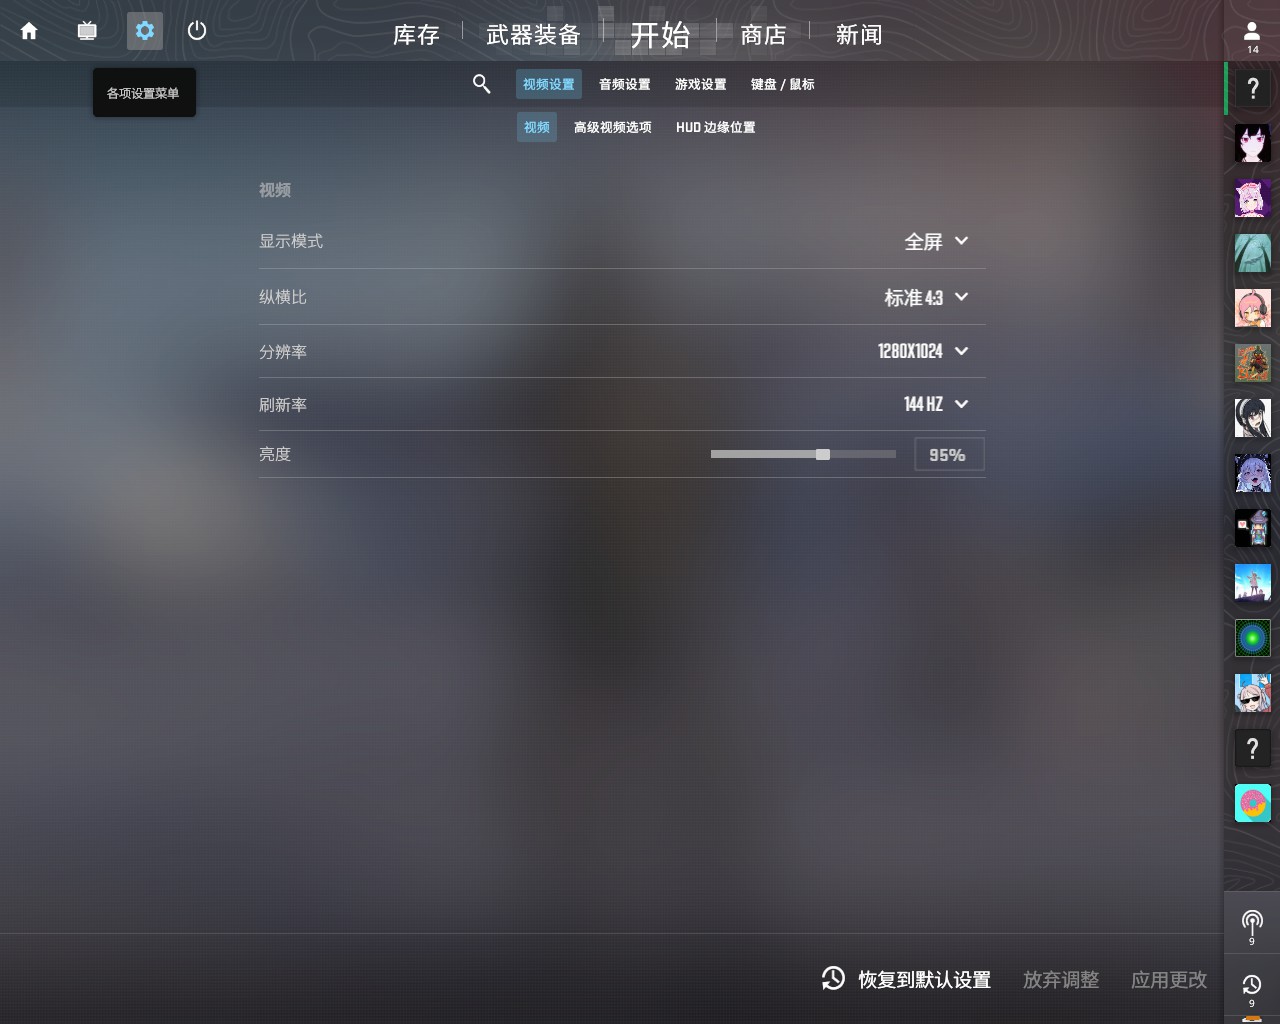 库存 武器装备 开始 商店 新闻
14
视频设置 音频设置 游戏设置 键盘 / 鼠标
各项设置菜单
?
视频 高级视频选项 HUD 边缘位置
视频
显示模式 全屏
纵横比 标准 4:3
分辨率 1280X1024
刷新率 144 HZ
亮度 95%
?
9
恢复到默认设置 放弃调整 应用更改
9